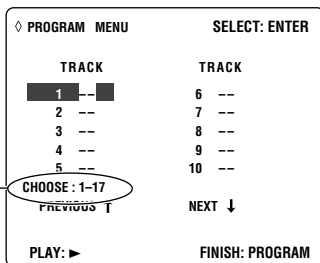 ◊ PROGRAM MENU SELECT: ENTER
TRACK TRACK
1 -- 6 --
2 -- 7 --
3 -- 8 --
4 -- 9 --
5 -- 10 --
CHOOSE : 1–17
PREVIOUS ↑ NEXT ↓
PLAY: ► FINISH: PROGRAM